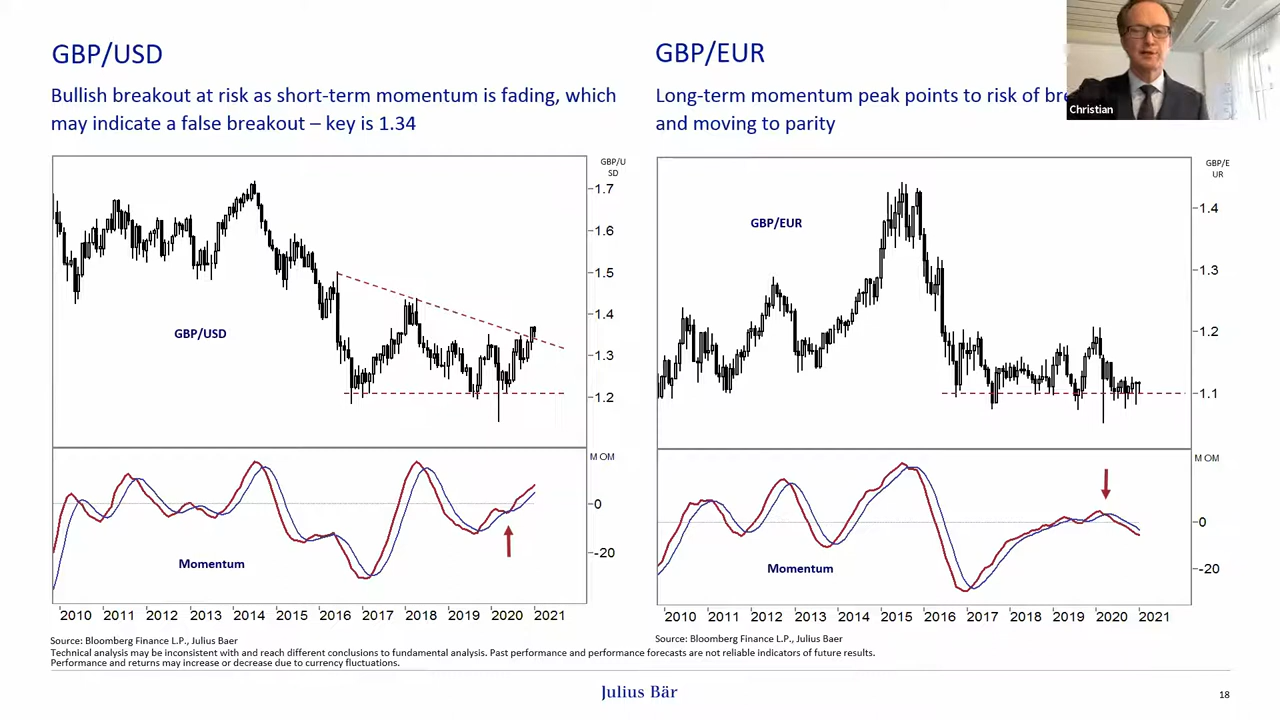 GBP/USD
Bullish breakout at risk as short-term momentum is fading, which
may indicate a false breakout – key is 1.34
GBP/U
SD
1.7
1.6
1.5
1.4
1.3
1.2
GBP/USD
MOM
0
-20
Momentum
2010 2011 2012 2013 2014 2015 2016 2017 2018 2019 2020 2021
Source: Bloomberg Finance L.P., Julius Baer
GBP/EUR
Long-term momentum peak points to risk of
and moving to parity
Christian
GBP/E
UR
1.4
1.3
1.2
1.1
GBP/EUR
MOM
0
-20
Momentum
2010 2011 2012 2013 2014 2015 2016 2017 2018 2019 2020 2021
Source: Bloomberg Finance L.P., Julius Baer
Technical analysis may be inconsistent with and reach different conclusions to fundamental analysis. Past performance and performance forecasts are not reliable indicators of future results.
Performance and returns may increase or decrease due to currency fluctuations.
Julius Bär
18